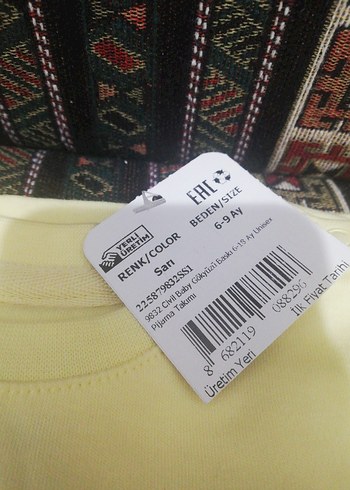 YERLİ
ÜRETİM
EAC
RENK/COLOR
BEDEN/SIZE
Sarı
6-9 Ay
225879832SS1
9832 Civil Baby Gökyüzü Baskı 6-18 Ay Unisex
Pijama Takımı
8 682119 088296
Üretim Yeri
İlk Fiyat Tarihi